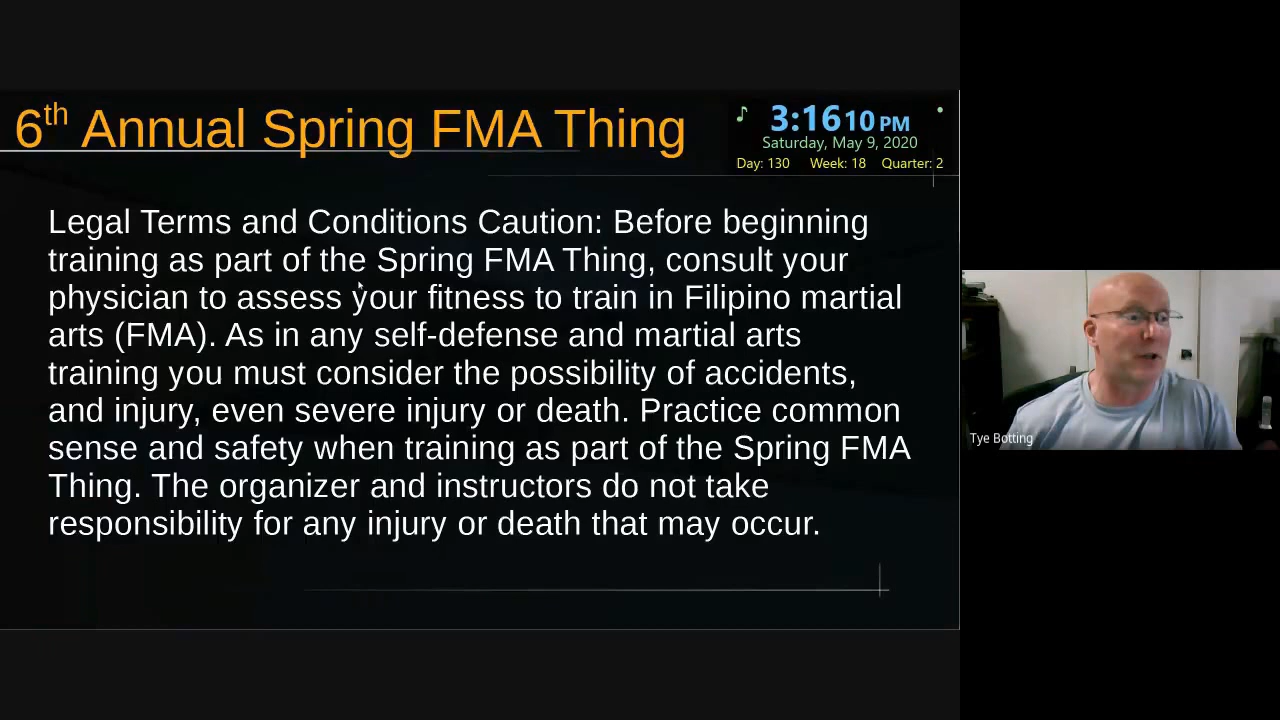 6th Annual Spring FMA Thing
3:16 10 PM
Saturday, May 9, 2020
Day: 130 Week: 18 Quarter: 2
Legal Terms and Conditions Caution: Before beginning
training as part of the Spring FMA Thing, consult your
physician to assess your fitness to train in Filipino martial
arts (FMA). As in any self-defense and martial arts
training you must consider the possibility of accidents,
and injury, even severe injury or death. Practice common
sense and safety when training as part of the Spring FMA
Thing. The organizer and instructors do not take
responsibility for any injury or death that may occur.
Tye Botting